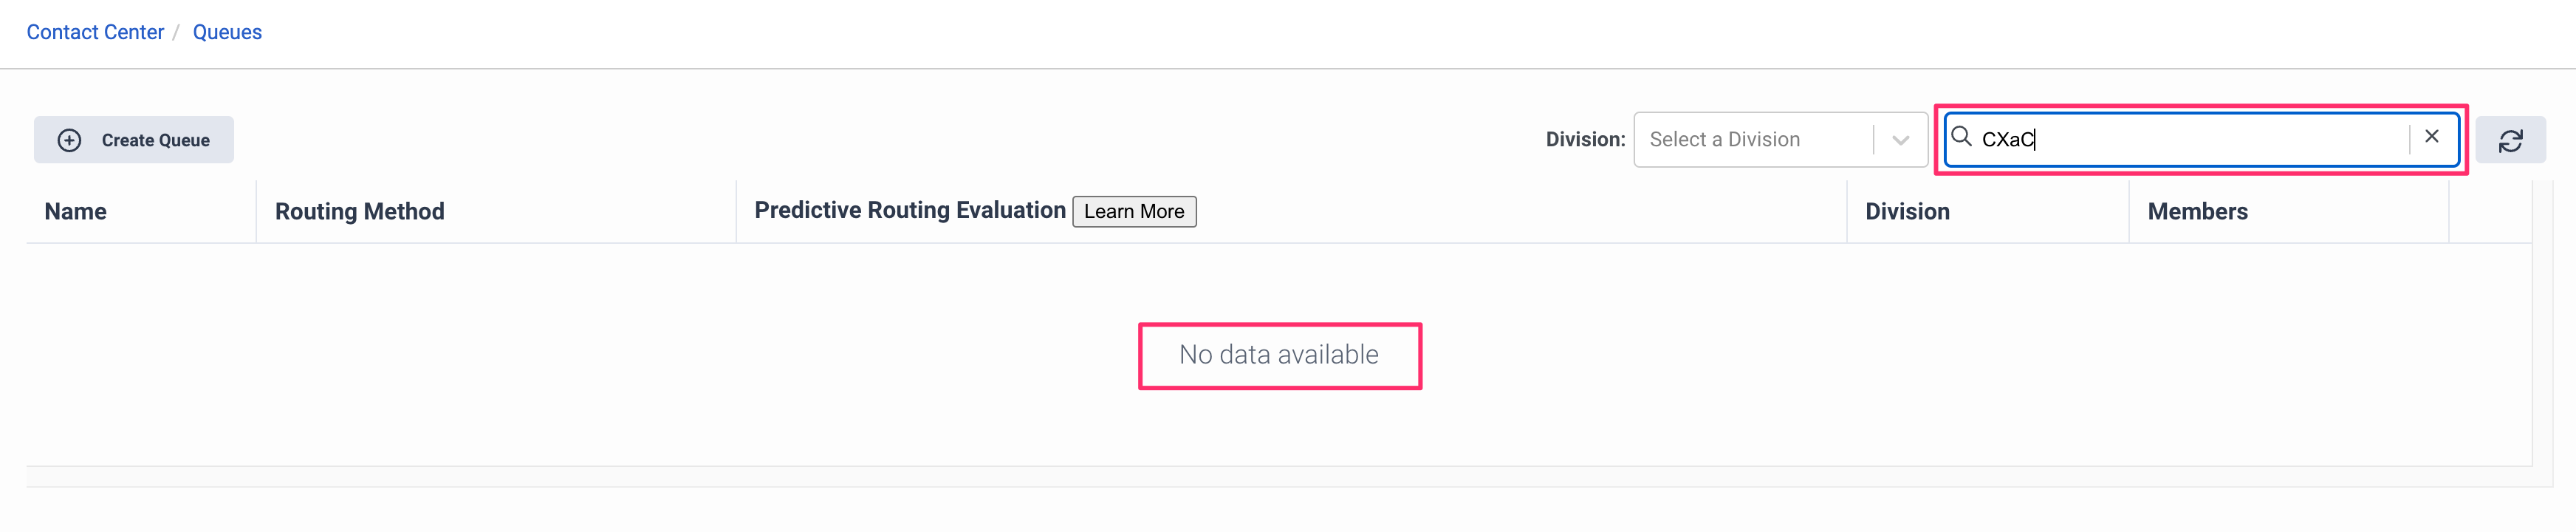 Contact Center / Queues
Create Queue
Division: Select a Division
CXaC
Name Routing Method Predictive Routing Evaluation Learn More Division Members
No data available